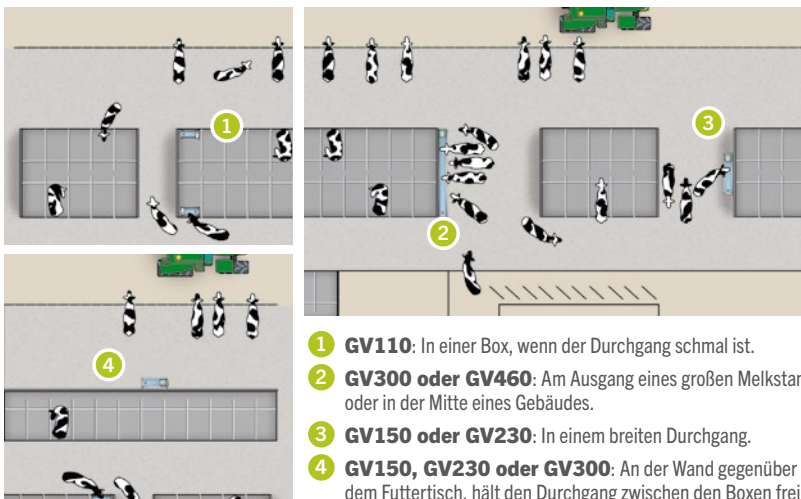 1
2
3
4
1 GV110: In einer Box, wenn der Durchgang schmal ist.
2 GV300 oder GV460: Am Ausgang eines großen
oder in der Mitte eines Gebäudes.
3 GV150 oder GV230: In einem breiten Durchgang.
4 GV150, GV230 oder GV300: An der Wand gegenüber
dem Futtertisch, hält den Durchgang zwischen den Boxen frei